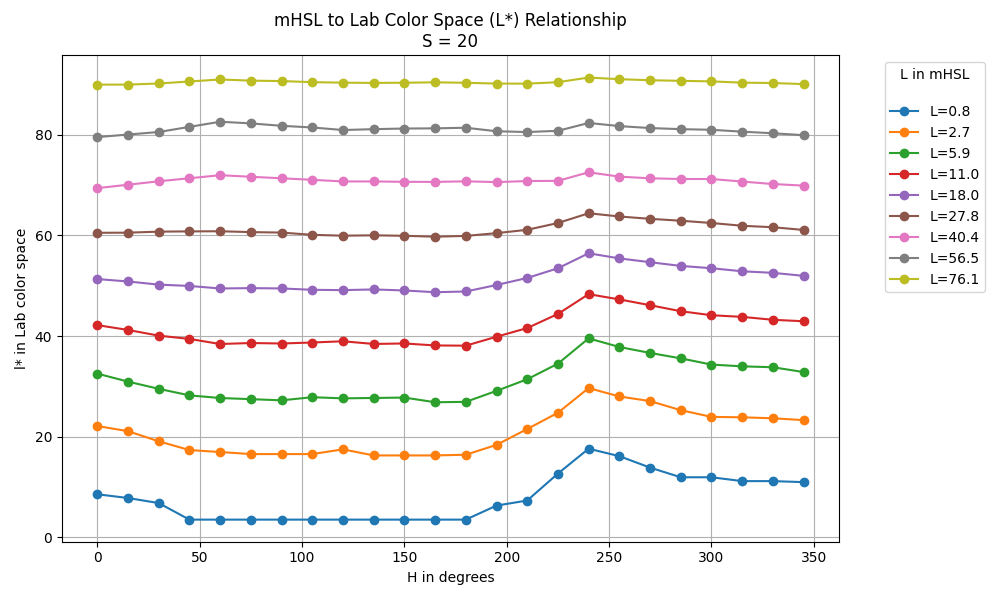 mHSL to Lab Color Space (L*) Relationship
S = 20
l* in Lab color space
80
60
40
20
0
0
50
100
150
200
250
300
350
H in degrees
L in mHSL
L=0.8
L=2.7
L=5.9
L=11.0
L=18.0
L=27.8
L=40.4
L=56.5
L=76.1